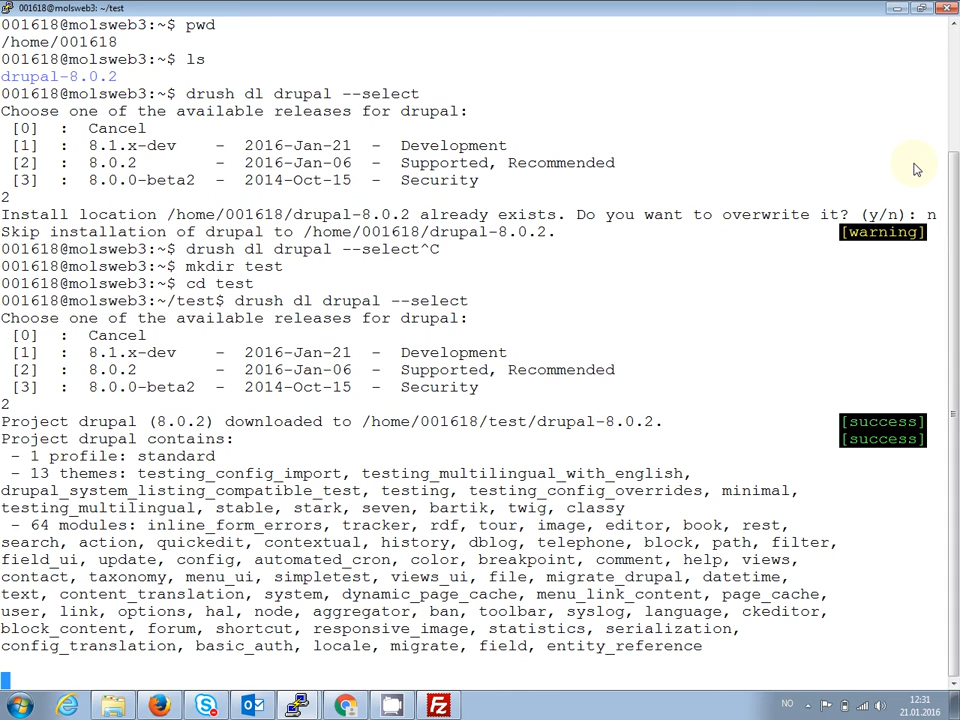 001618@molsweb3: ~/test
001618@molsweb3:~$ pwd
/home/001618
001618@molsweb3:~$ ls
drupal-8.0.2
001618@molsweb3:~$ drush dl drupal --select
Choose one of the available releases for drupal:
[0]  :  Cancel
[1]  :  8.1.x-dev    -  2016-Jan-21  -  Development
[2]  :  8.0.2        -  2016-Jan-06  -  Supported, Recommended
[3]  :  8.0.0-beta2  -  2014-Oct-15  -  Security
2
Install location /home/001618/drupal-8.0.2 already exists. Do you want to overwrite it? (y/n): n
Skip installation of drupal to /home/001618/drupal-8.0.2. [warning]
001618@molsweb3:~$ drush dl drupal --select^C
001618@molsweb3:~$ mkdir test
001618@molsweb3:~$ cd test
001618@molsweb3:~/test$ drush dl drupal --select
Choose one of the available releases for drupal:
[0]  :  Cancel
[1]  :  8.1.x-dev    -  2016-Jan-21  -  Development
[2]  :  8.0.2        -  2016-Jan-06  -  Supported, Recommended
[3]  :  8.0.0-beta2  -  2014-Oct-15  -  Security
2
Project drupal (8.0.2) downloaded to /home/001618/test/drupal-8.0.2. [success]
Project drupal contains: [success]
- 1 profile: standard
- 13 themes: testing_config_import, testing_multilingual_with_english,
drupal_system_listing_compatible_test, testing, testing_config_overrides, minimal,
testing_multilingual, stable, stark, seven, bartik, twig, classy
- 64 modules: inline_form_errors, tracker, rdf, tour, image, editor, book, rest,
search, action, quickedit, contextual, history, dblog, telephone, block, path, filter,
field_ui, update, config, automated_cron, color, breakpoint, comment, help, views,
contact, taxonomy, menu_ui, simpletest, views_ui, file, migrate_drupal, datetime,
text, content_translation, system, dynamic_page_cache, menu_link_content, page_cache,
user, link, options, hal, node, aggregator, ban, toolbar, syslog, language, ckeditor,
block_content, forum, shortcut, responsive_image, statistics, serialization,
config_translation, basic_auth, locale, migrate, field, entity_reference
NO
12:31
21.01.2016